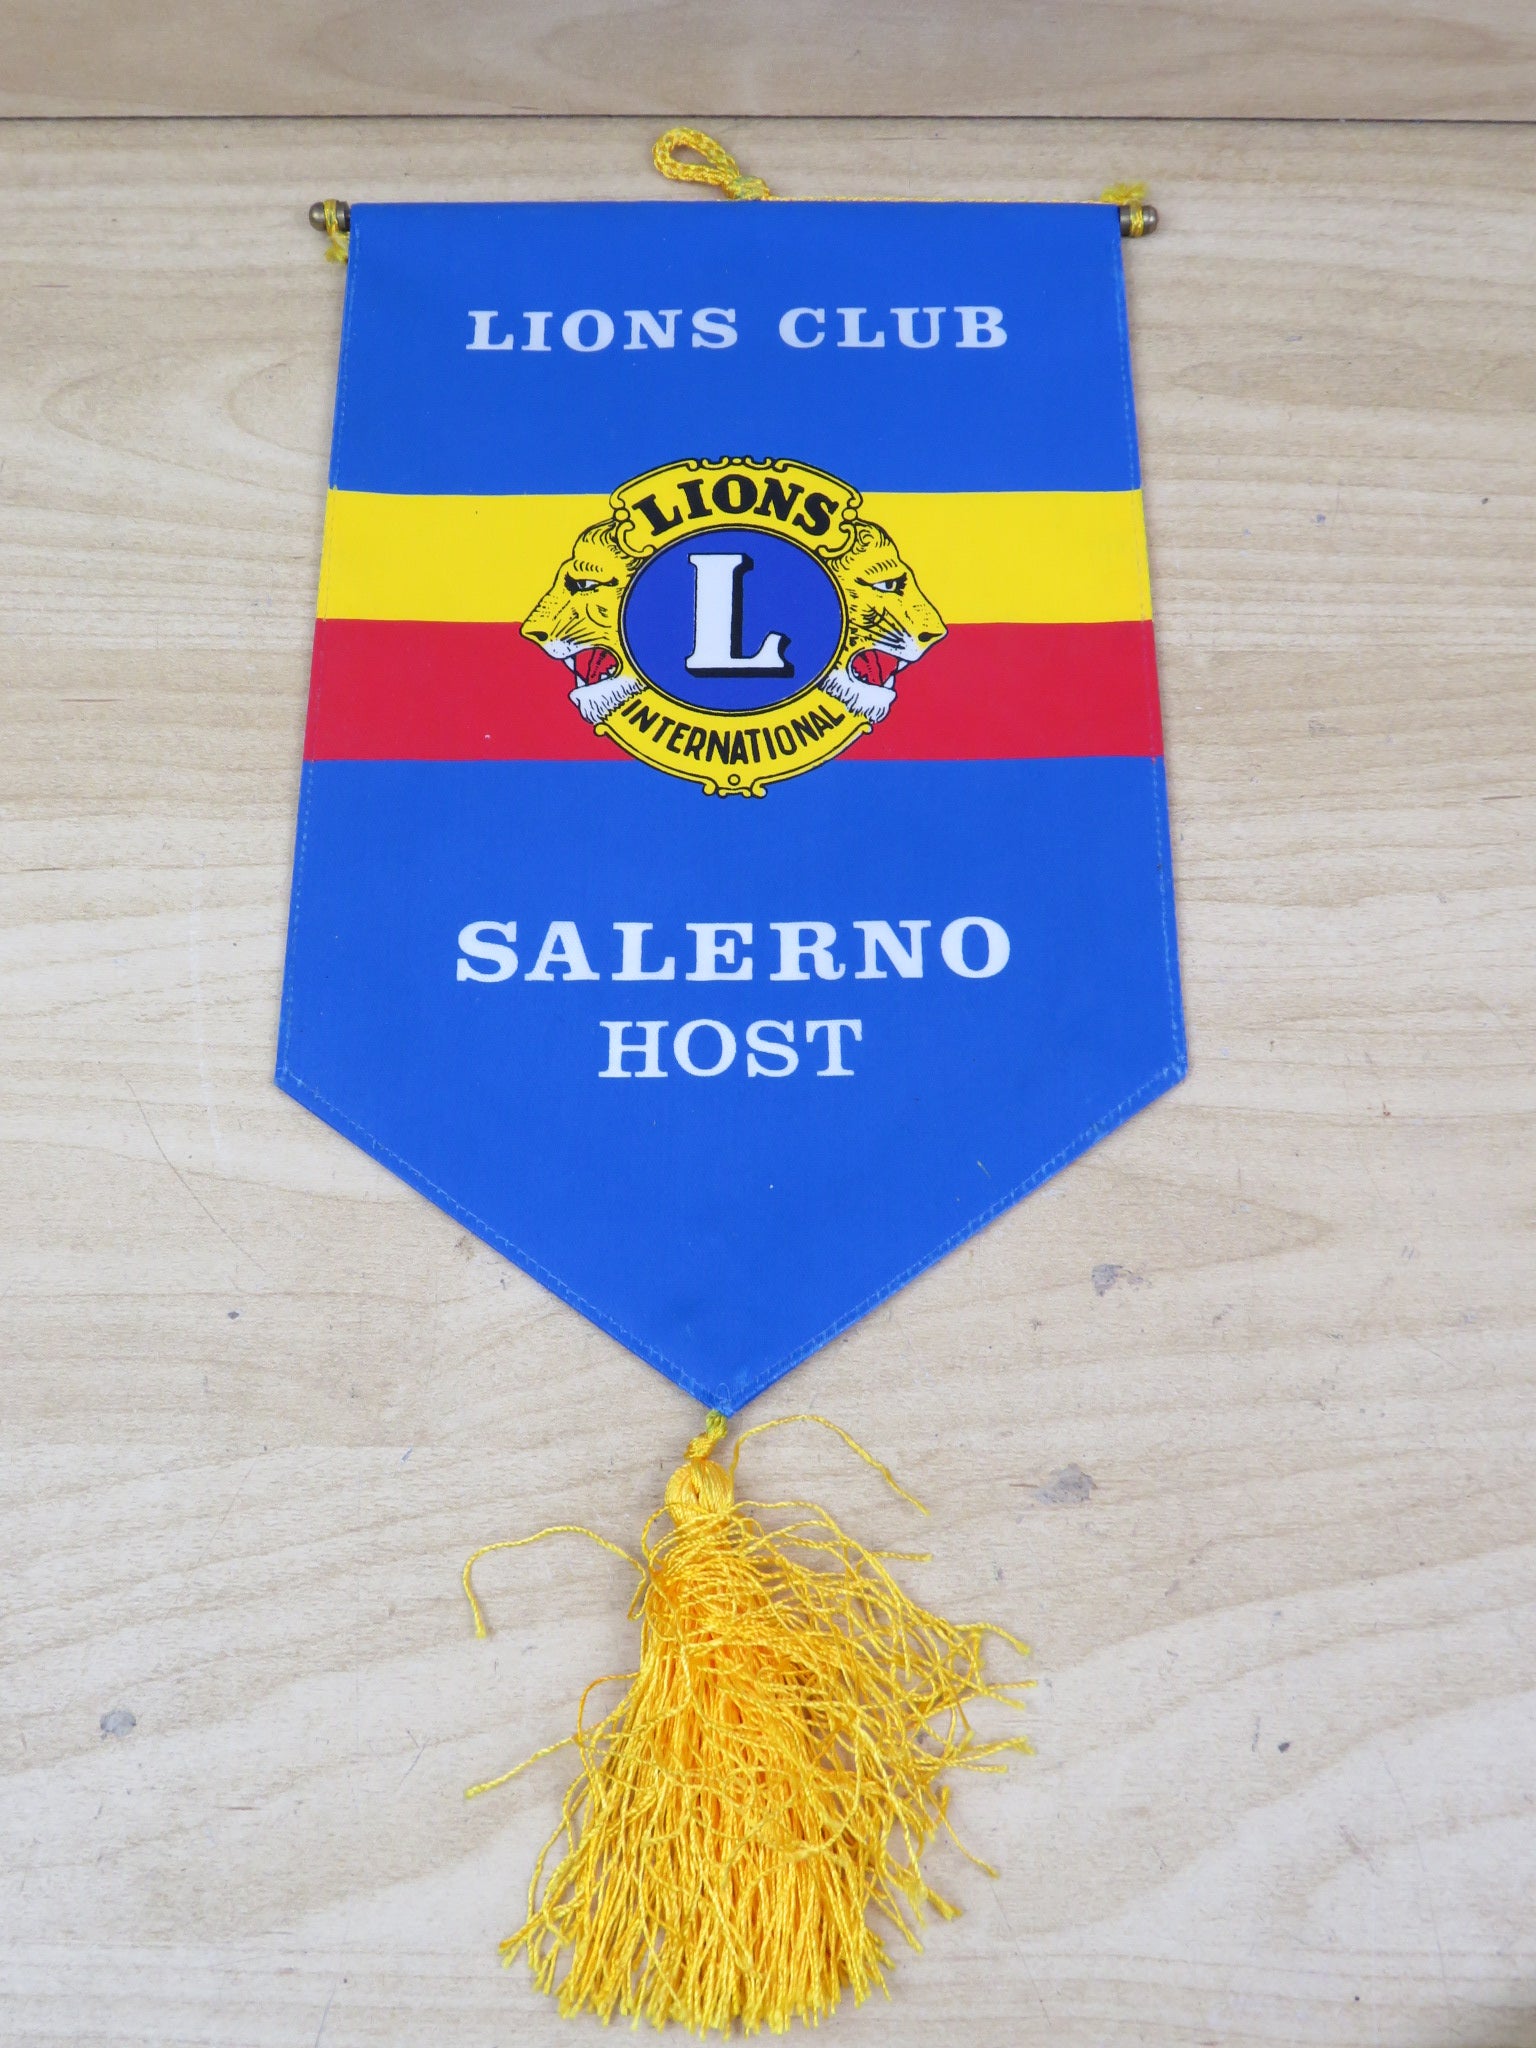 LIONS CLUB
LIONS
L
INTERNATIONAL
SALERNO
HOST